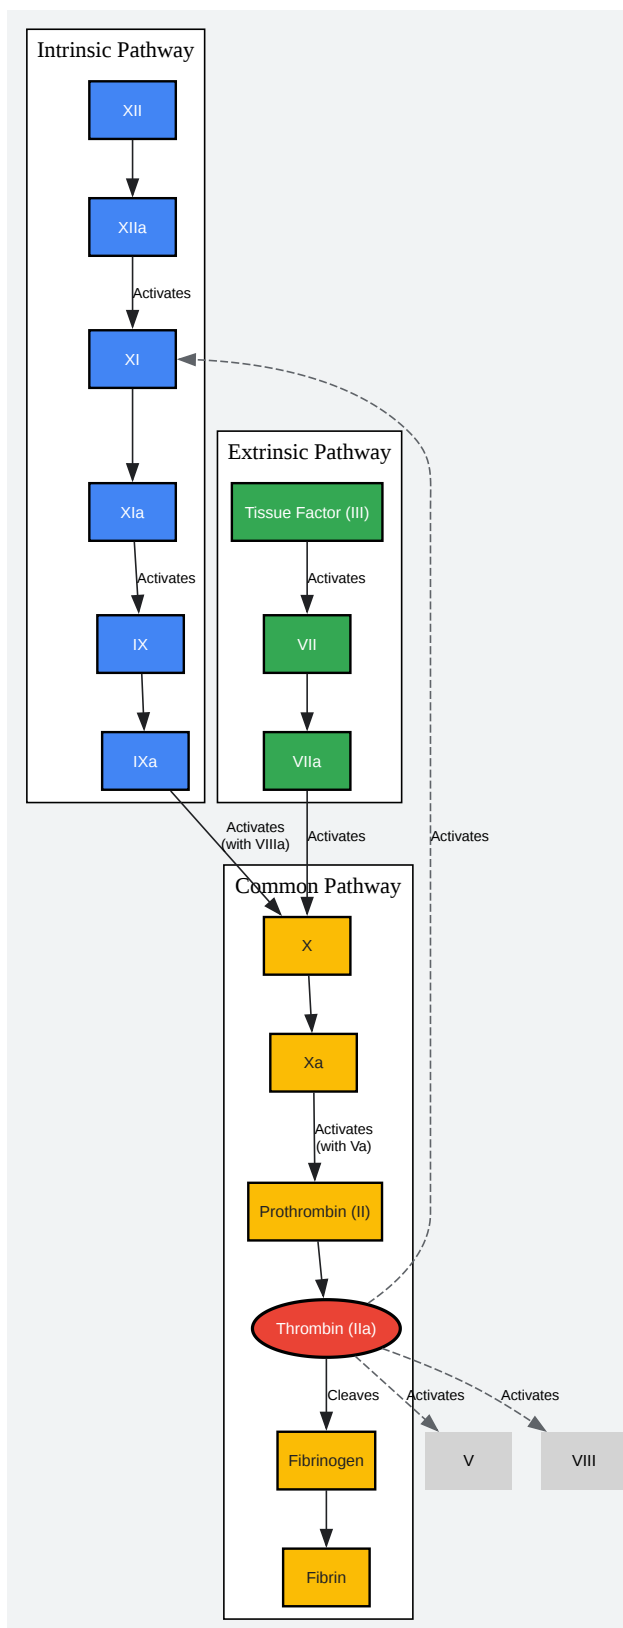 Intrinsic Pathway
XII
XIIa
Activates
XI
Extrinsic Pathway
XIa
Tissue Factor (III)
Activates
Activates
IX
VII
IXa
VIIa
Activates
(with VIIIa)
Activates
Activates
Common Pathway
X
Xa
Activates
(with Va)
Prothrombin (II)
Thrombin (IIa)
Cleaves
Activates
Activates
Fibrinogen
V
VIII
Fibrin